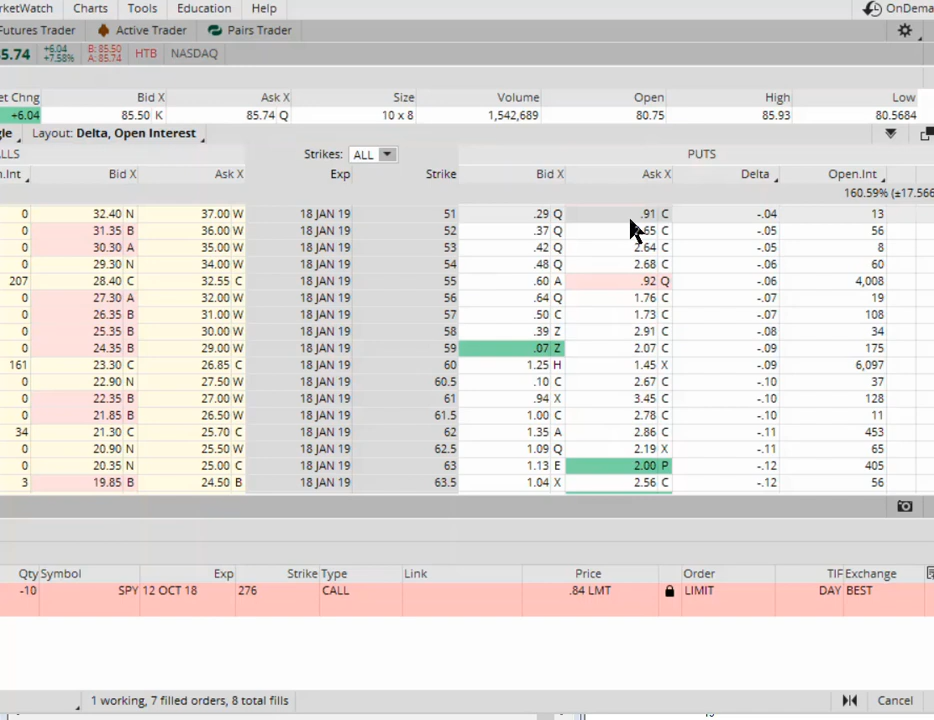 rketWatch Charts Tools Education Help OnDema
Futures Trader Active Trader Pairs Trader
5.74 +6.04 +7.58% B: 85.50 A: 85.74 HTB NASDAQ
et Chng Bid X Ask X Size Volume Open High Low
+6.04 85.50 K 85.74 Q 10 x 8 1,542,689 80.75 85.93 80.5684
gle Layout: Delta, Open Interest
LLS Strikes: ALL PUTS
n.Int Bid X Ask X Exp Strike Bid X Ask X Delta Open.Int
160.59% (±17.566
0 32.40 N 37.00 W 18 JAN 19 51 .29 Q .91 C -.04 13
0 31.35 B 36.00 W 18 JAN 19 52 .37 Q 65 C -.05 56
0 30.30 A 35.00 W 18 JAN 19 53 .42 Q 2.64 C -.05 8
0 29.30 N 34.00 W 18 JAN 19 54 .48 Q 2.68 C -.06 60
207 28.40 C 32.55 C 18 JAN 19 55 .60 A .92 Q -.06 4,008
0 27.30 A 32.00 W 18 JAN 19 56 .64 Q 1.76 C -.07 19
0 26.35 B 31.00 W 18 JAN 19 57 .50 C 1.73 C -.07 108
0 25.35 B 30.00 W 18 JAN 19 58 .39 Z 2.91 C -.08 34
0 24.35 B 29.00 W 18 JAN 19 59 .07 Z 2.07 C -.09 175
161 23.30 C 26.85 C 18 JAN 19 60 1.25 H 1.45 X -.09 6,097
0 22.90 N 27.50 W 18 JAN 19 60.5 .10 C 2.67 C -.10 37
0 22.35 B 27.00 W 18 JAN 19 61 .94 X 3.45 C -.10 128
0 21.85 B 26.50 W 18 JAN 19 61.5 1.00 C 2.78 C -.10 11
34 21.30 C 25.70 C 18 JAN 19 62 1.35 A 2.86 C -.11 453
0 20.90 N 25.50 W 18 JAN 19 62.5 1.09 Q 2.19 X -.11 65
0 20.35 N 25.00 C 18 JAN 19 63 1.13 E 2.00 P -.12 405
3 19.85 B 24.50 B 18 JAN 19 63.5 1.04 X 2.56 C -.12 56
Qty Symbol Exp Strike Type Link Price Order TIF Exchange
-10 SPY 12 OCT 18 276 CALL .84 LMT LIMIT DAY BEST
1 working, 7 filled orders, 8 total fills Cancel